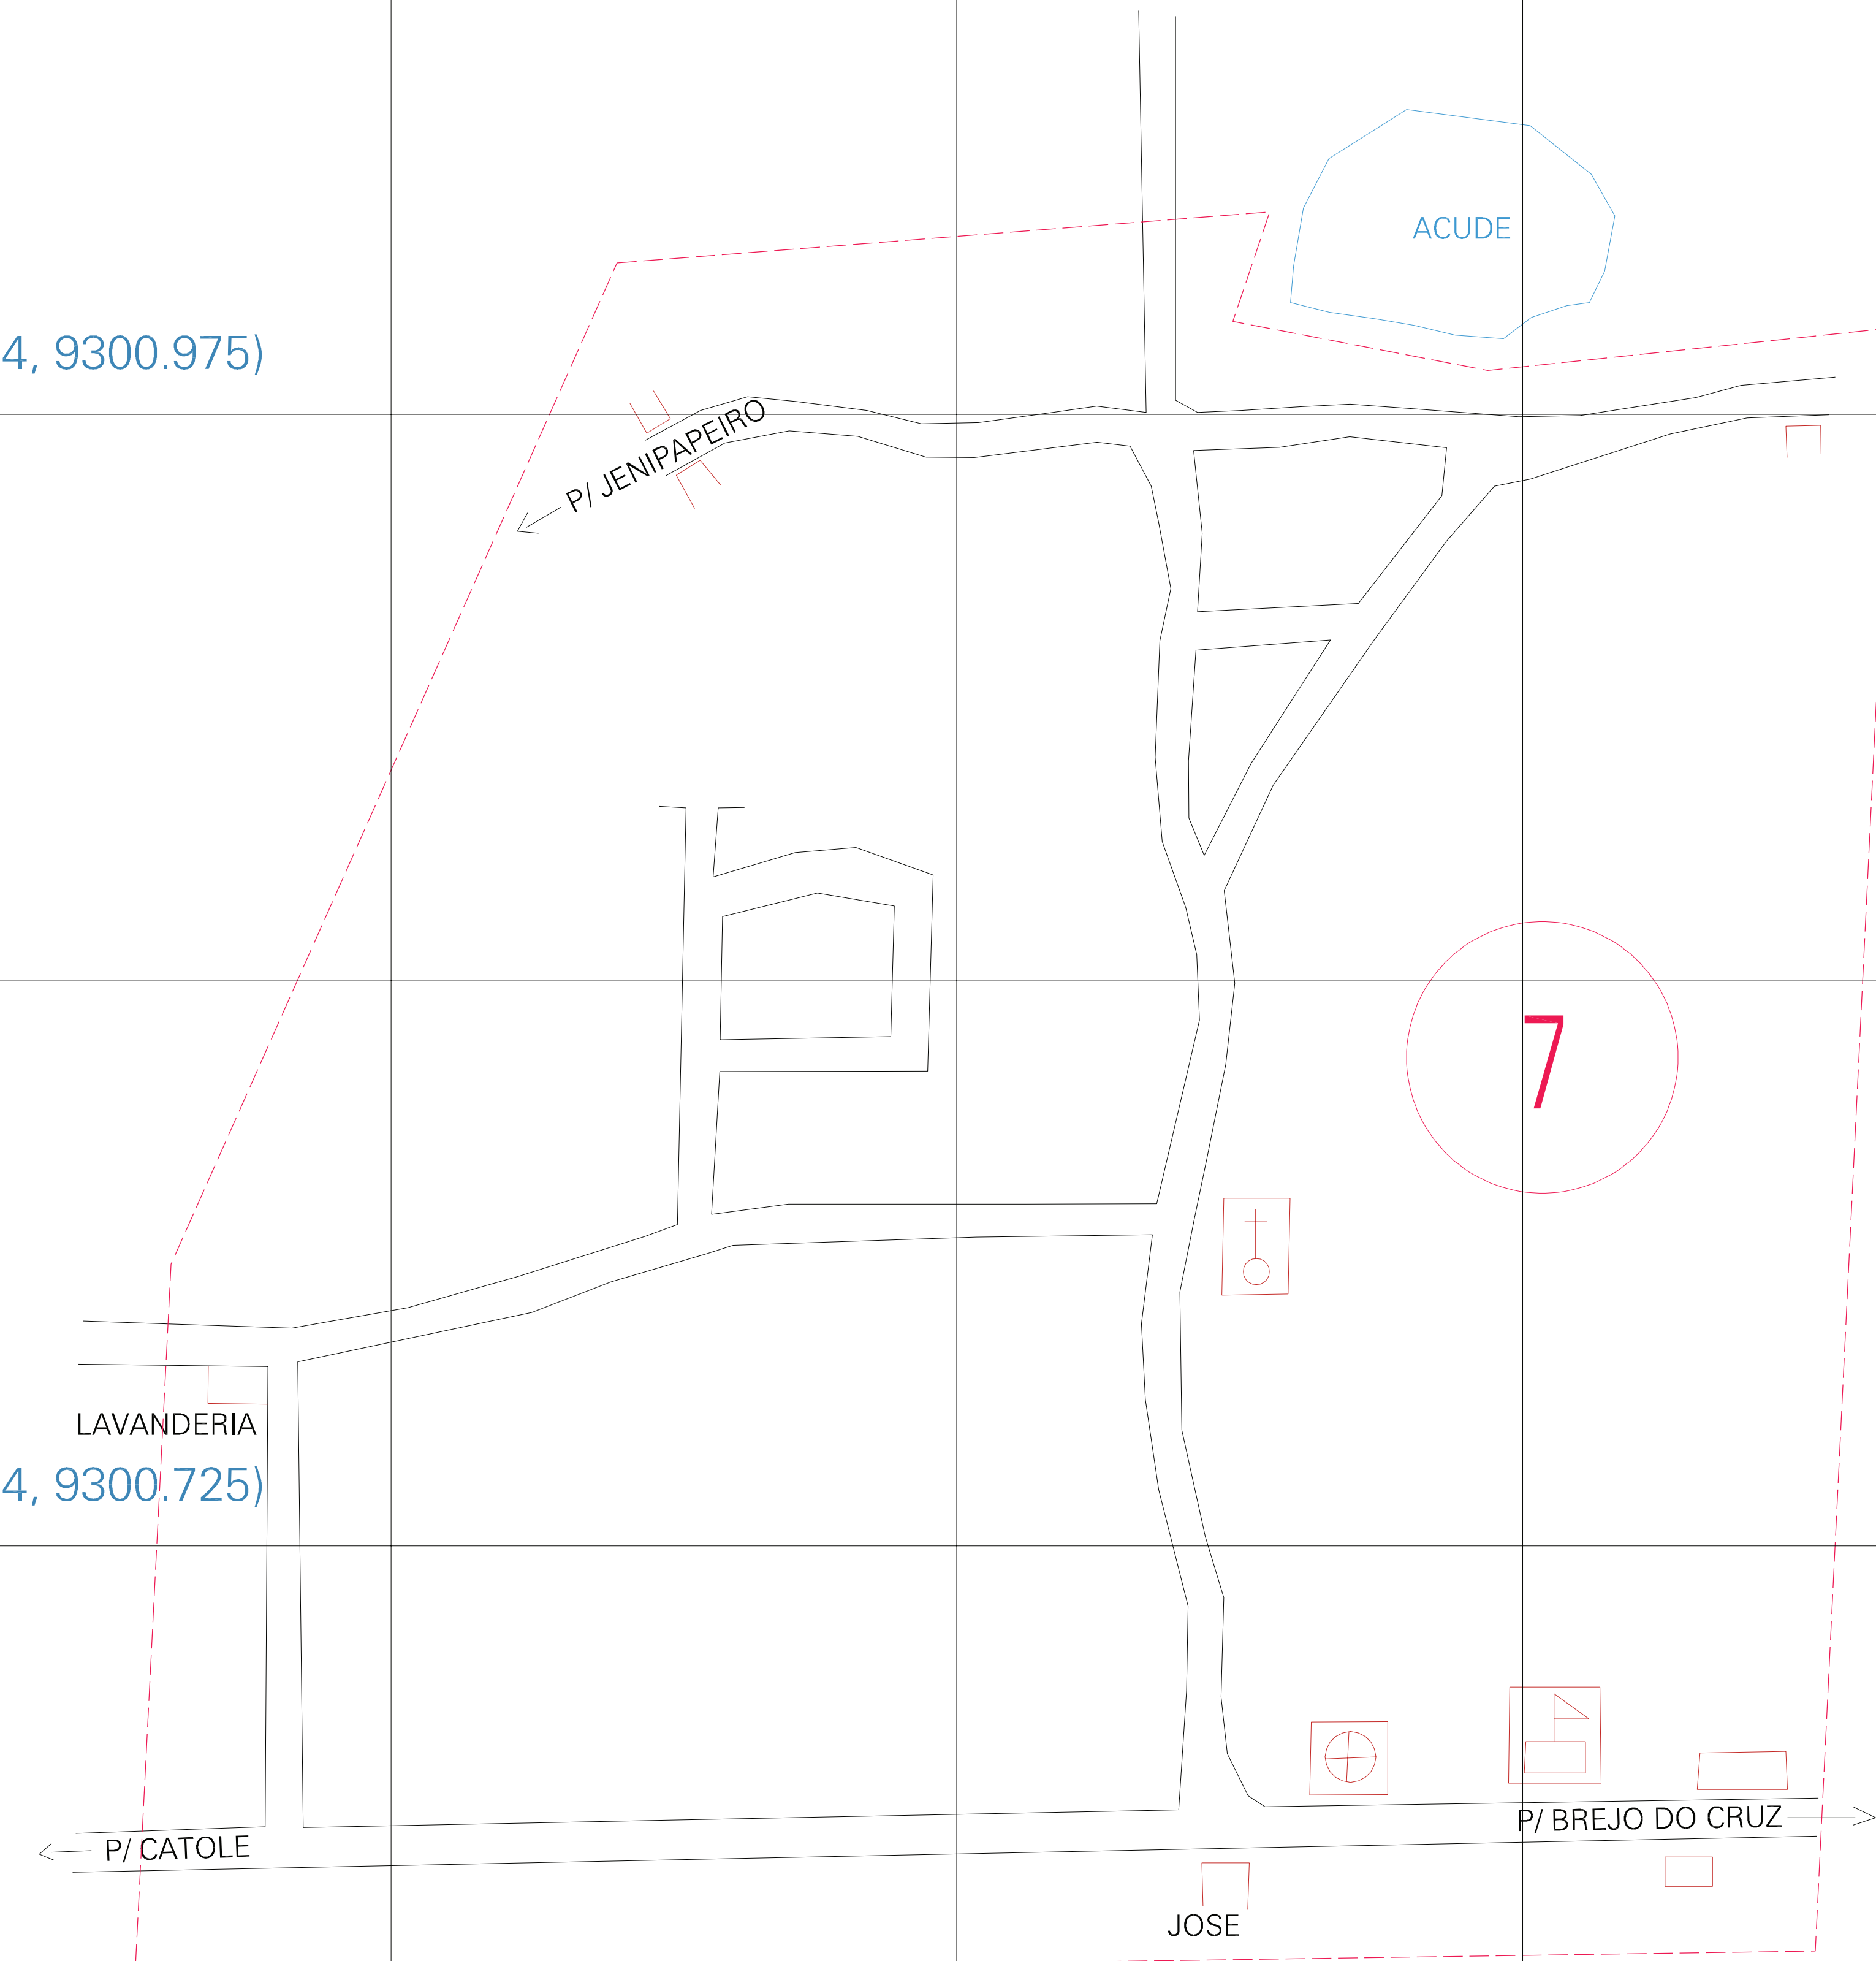 ACUDE
4, 9300.975)
P/ JENIPAPEIRO
7
LAVANDERIA
4, 9300.725)
P/ BREJO DO CRUZ
P/ CATOLE
JOSE